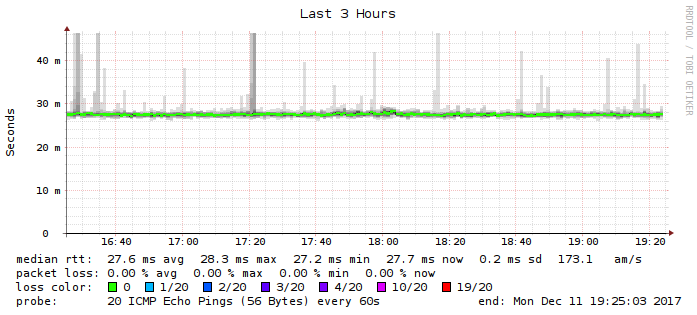 Last 3 Hours
RRDTOOL / TOBI OETIKER
Seconds
40 m
30 m
20 m
10 m
0
16:40 17:00 17:20 17:40 18:00 18:20 18:40 19:00 19:20
median rtt: 27.6 ms avg 28.3 ms max 27.2 ms min 27.7 ms now 0.2 ms sd 173.1 am/s
packet loss: 0.00 % avg 0.00 % max 0.00 % min 0.00 % now
loss color: 0 1/20 2/20 3/20 4/20 10/20 19/20
probe: 20 ICMP Echo Pings (56 Bytes) every 60s end: Mon Dec 11 19:25:03 2017